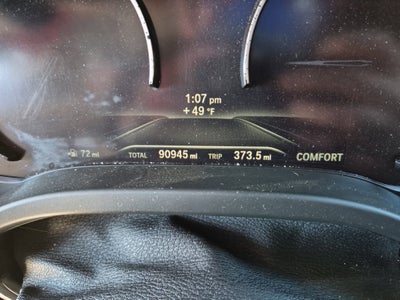 1:07 pm
+49 °F
72 mi TOTAL 90945 mi TRIP 373.5 mi COMFORT